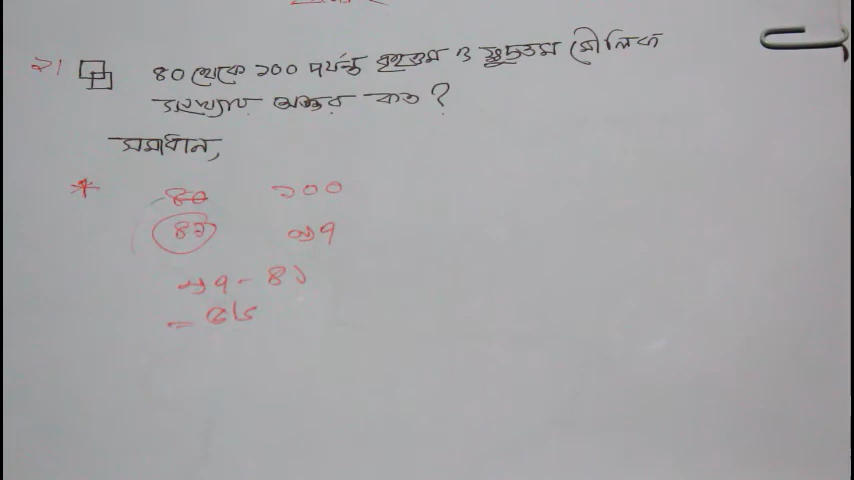 ২। ৪০ থেকে ১০০ পর্যন্ত বৃহত্তম ও ক্ষুদ্রতম মৌলিক
সংখ্যার অন্তর কত?
সমাধান,
* ৪০ ১০০
৪১ ৯৭
৯৭ - ৪১
= ৫৬